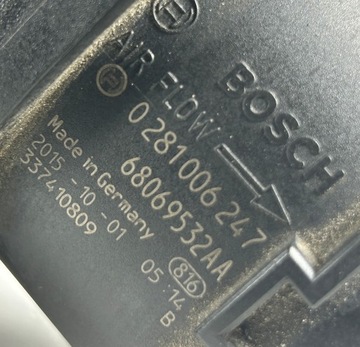 BOSCH
AIR FLOW
0 281 006 247
68069532AA
Made in Germany 816
2015-10-01 05:14
337410809 B